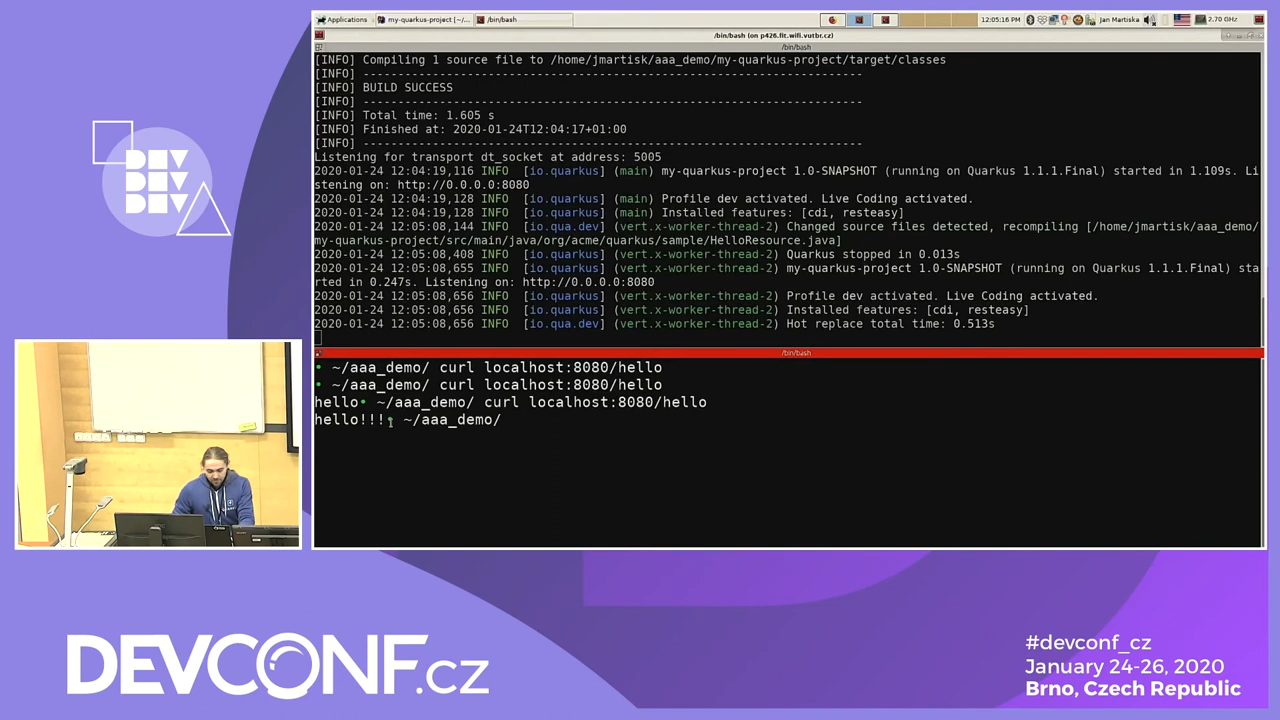 Applications my-quarkus-project [~/... /bin/bash 12:05:16 PM Jan Martiska 2.70 GHz
/bin/bash (on p426.fit.wifi.vutbr.cz)
/bin/bash
[INFO] Compiling 1 source file to /home/jmartisk/aaa_demo/my-quarkus-project/target/classes
[INFO] ------------------------------------------------------------------------
[INFO] BUILD SUCCESS
[INFO] ------------------------------------------------------------------------
[INFO] Total time: 1.605 s
[INFO] Finished at: 2020-01-24T12:04:17+01:00
[INFO] ------------------------------------------------------------------------
Listening for transport dt_socket at address: 5005
2020-01-24 12:04:19,116 INFO [io.quarkus] (main) my-quarkus-project 1.0-SNAPSHOT (running on Quarkus 1.1.1.Final) started in 1.109s. Li
stening on: http://0.0.0.0:8080
2020-01-24 12:04:19,128 INFO [io.quarkus] (main) Profile dev activated. Live Coding activated.
2020-01-24 12:04:19,128 INFO [io.quarkus] (main) Installed features: [cdi, resteasy]
2020-01-24 12:05:08,144 INFO [io.qua.dev] (vert.x-worker-thread-2) Changed source files detected, recompiling [/home/jmartisk/aaa_demo/
my-quarkus-project/src/main/java/org/acme/quarkus/sample/HelloResource.java]
2020-01-24 12:05:08,408 INFO [io.quarkus] (vert.x-worker-thread-2) Quarkus stopped in 0.013s
2020-01-24 12:05:08,655 INFO [io.quarkus] (vert.x-worker-thread-2) my-quarkus-project 1.0-SNAPSHOT (running on Quarkus 1.1.1.Final) sta
rted in 0.247s. Listening on: http://0.0.0.0:8080
2020-01-24 12:05:08,656 INFO [io.quarkus] (vert.x-worker-thread-2) Profile dev activated. Live Coding activated.
2020-01-24 12:05:08,656 INFO [io.quarkus] (vert.x-worker-thread-2) Installed features: [cdi, resteasy]
2020-01-24 12:05:08,656 INFO [io.qua.dev] (vert.x-worker-thread-2) Hot replace total time: 0.513s
/bin/bash
• ~/aaa_demo/ curl localhost:8080/hello
• ~/aaa_demo/ curl localhost:8080/hello
hello• ~/aaa_demo/ curl localhost:8080/hello
hello!!!• ~/aaa_demo/
DEV
DEV
DEV
DEVCONF.cz
#devconf_cz
January 24-26, 2020
Brno, Czech Republic